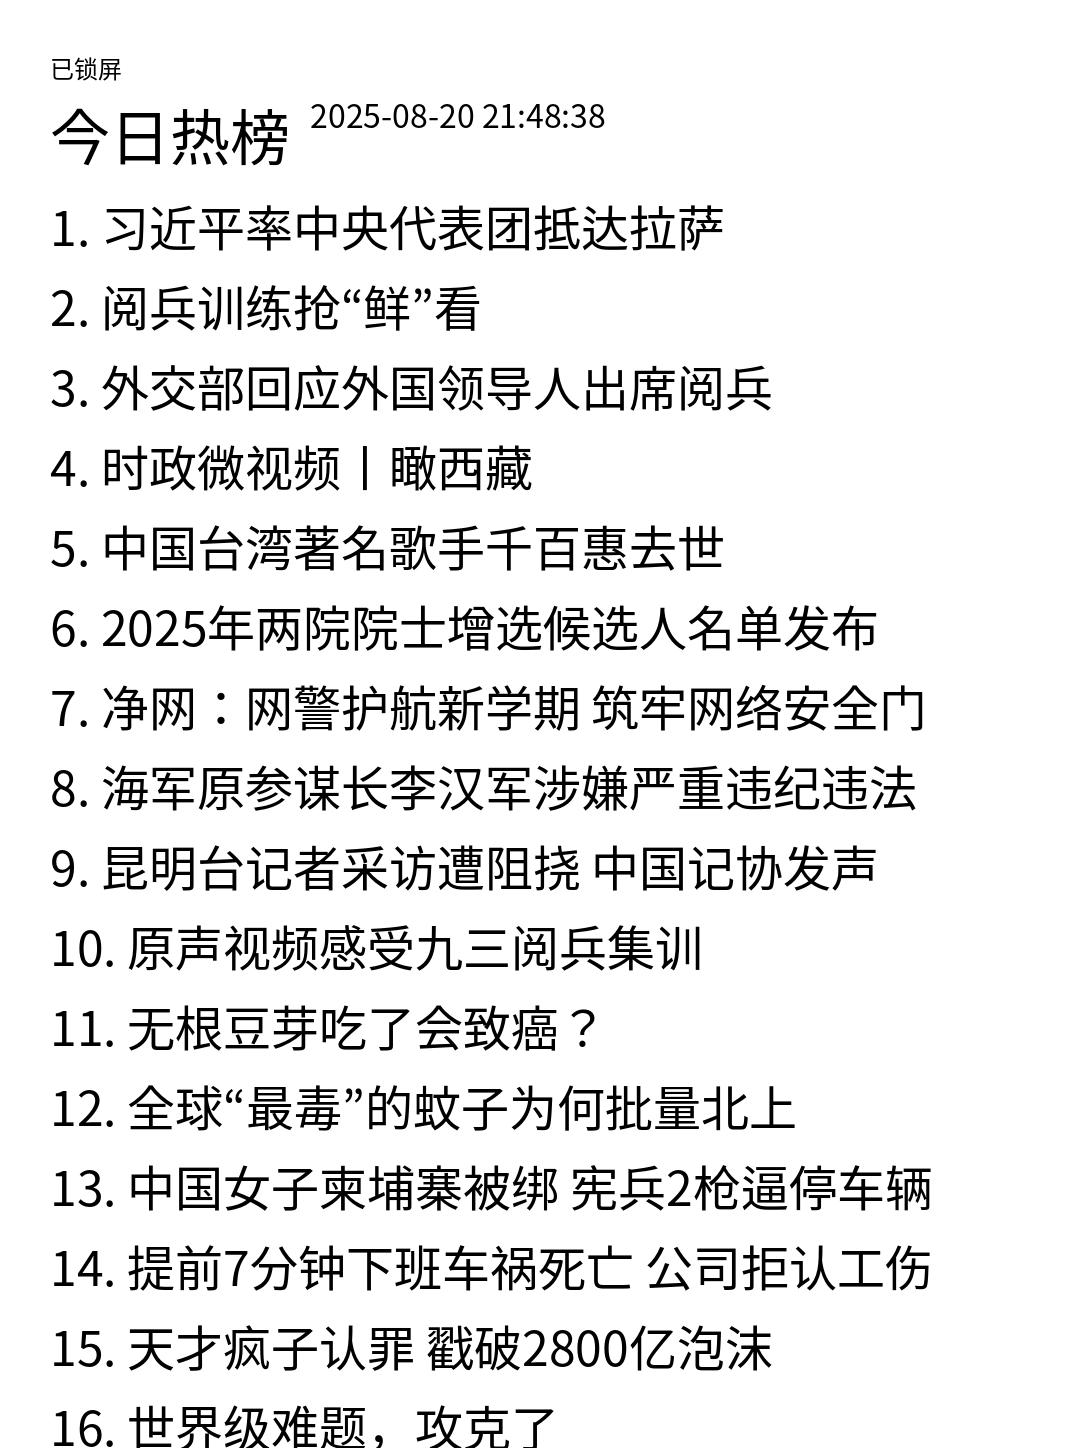 已锁屏
今日热榜 2025-08-20 21:48:38
1. 习近平率中央代表团抵达拉萨
2. 阅兵训练抢“鲜”看
3. 外交部回应外国领导人出席阅兵
4. 时政微视频丨瞰西藏
5. 中国台湾著名歌手千百惠去世
6. 2025年两院院士增选候选人名单发布
7. 净网：网警护航新学期 筑牢网络安全门
8. 海军原参谋长李汉军涉嫌严重违纪违法
9. 昆明台记者采访遭阻挠 中国记协发声
10. 原声视频感受九三阅兵集训
11. 无根豆芽吃了会致癌？
12. 全球“最毒”的蚊子为何批量北上
13. 中国女子柬埔寨被绑 宪兵2枪逼停车辆
14. 提前7分钟下班车祸死亡 公司拒认工伤
15. 天才疯子认罪 戳破2800亿泡沫
16. 世界级难题，攻克了